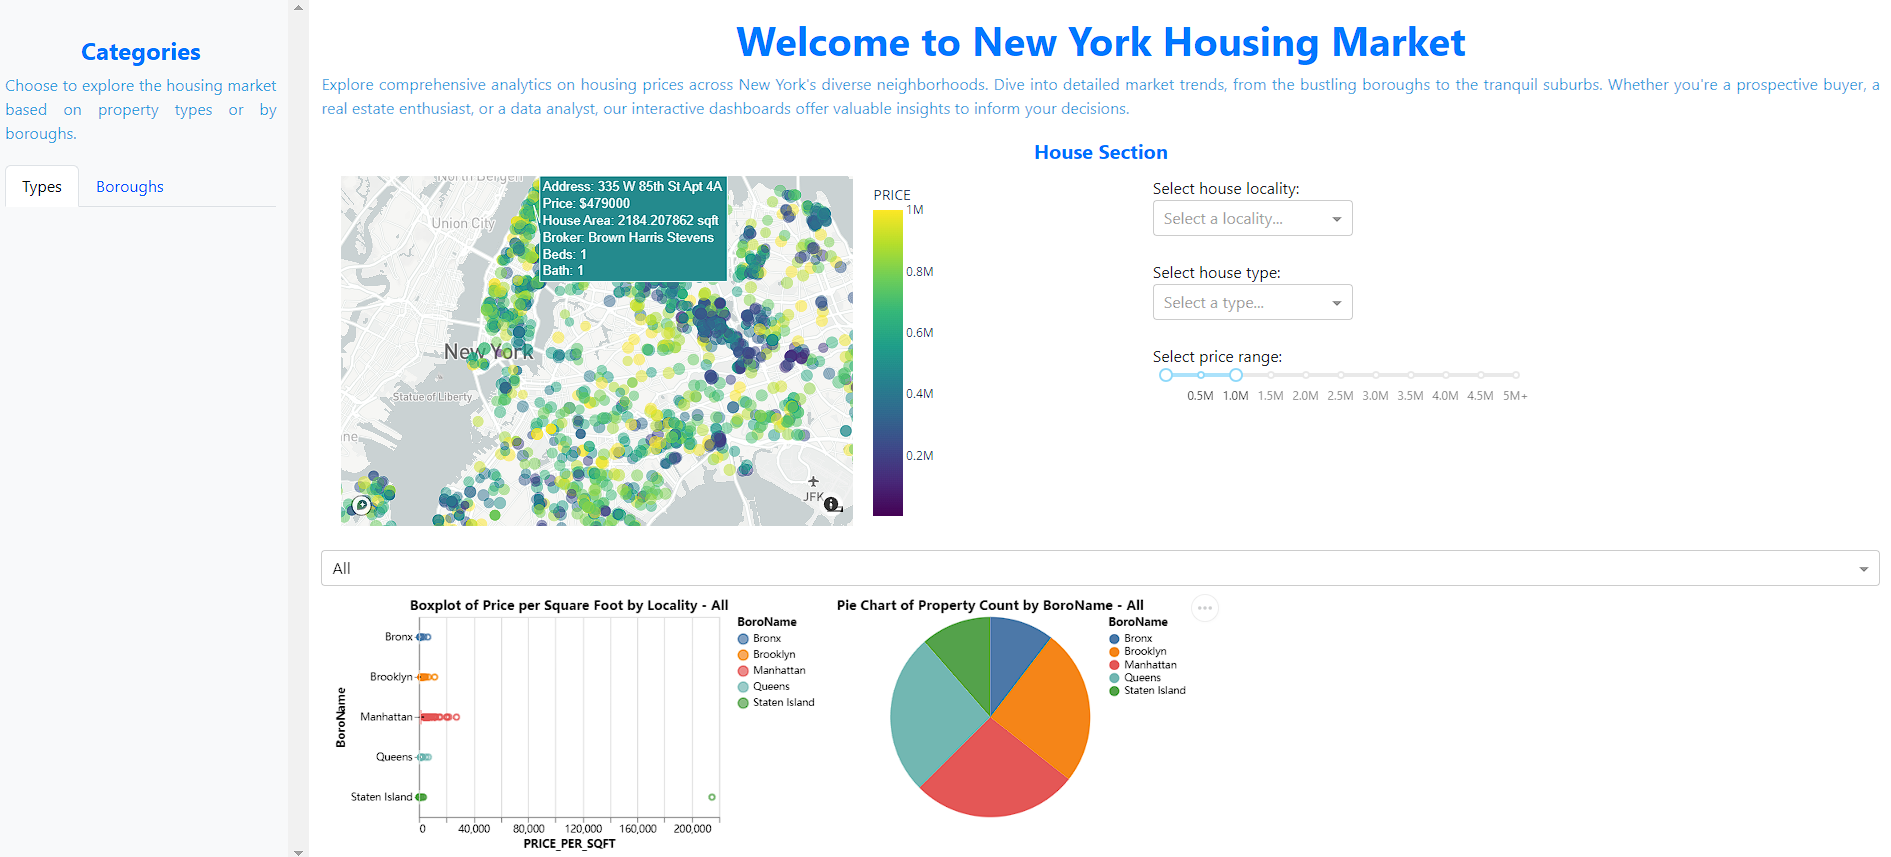 Categories
Choose to explore the housing market
based on property types or by
boroughs.
Types
Boroughs
Welcome to New York Housing Market
Explore comprehensive analytics on housing prices across New York's diverse neighborhoods. Dive into detailed market trends, from the bustling boroughs to the tranquil suburbs. Whether you're a prospective buyer, a
real estate enthusiast, or a data analyst, our interactive dashboards offer valuable insights to inform your decisions.
House Section
North Bergen
Union City
New York
Statue of Liberty
JFK
Address: 335 W 85th St Apt 4A
Price: $479000
House Area: 2184.207862 sqft
Broker: Brown Harris Stevens
Beds: 1
Bath: 1
PRICE
1M
0.8M
0.6M
0.4M
0.2M
Select house locality:
Select a locality...
Select house type:
Select a type...
Select price range:
0.5M 1.0M 1.5M 2.0M 2.5M 3.0M 3.5M 4.0M 4.5M 5M+
All
Boxplot of Price per Square Foot by Locality - All
BoroName
Bronx
Brooklyn
Manhattan
Queens
Staten Island
0 40,000 80,000 120,000 160,000 200,000
PRICE_PER_SQFT
BoroName
Bronx
Brooklyn
Manhattan
Queens
Staten Island
Pie Chart of Property Count by BoroName - All
BoroName
Bronx
Brooklyn
Manhattan
Queens
Staten Island